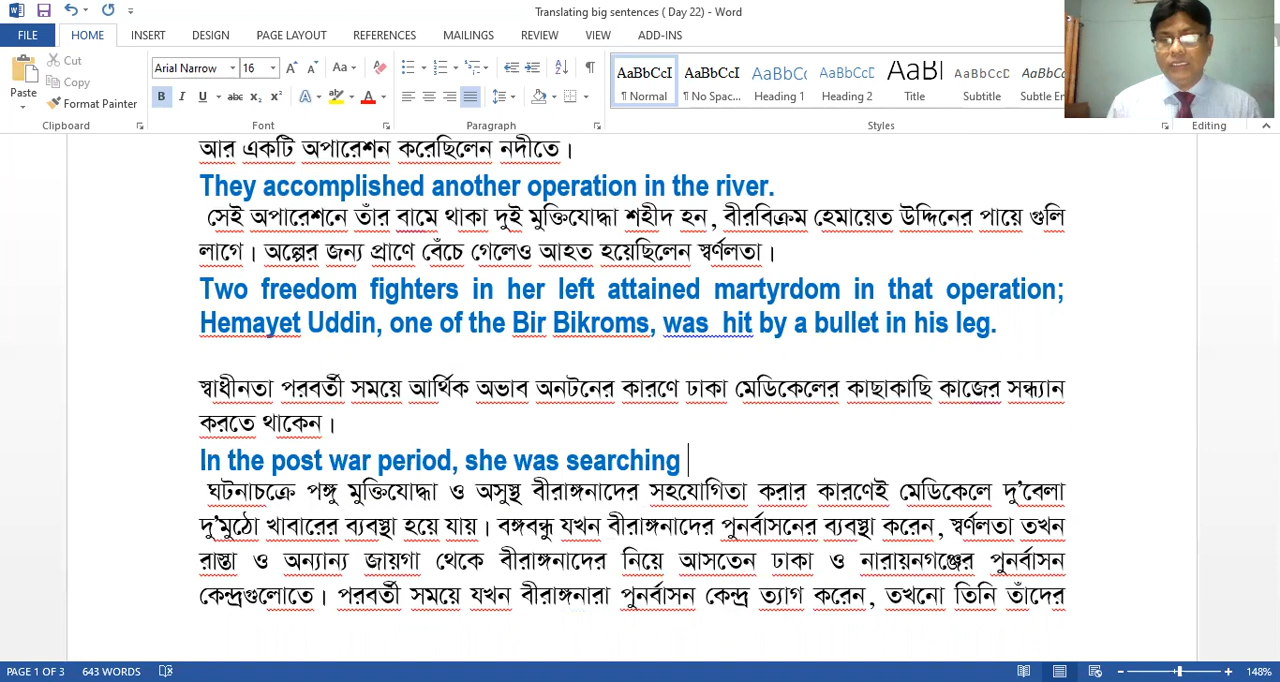 Translating big sentences ( Day 22) - Word
FILE HOME INSERT DESIGN PAGE LAYOUT REFERENCES MAILINGS REVIEW VIEW ADD-INS
Paste
Cut
Copy
Format Painter
Arial Narrow 16
AaBbCcI AaBbCcI AaBbCc AaBbCcD AaBl AaBbCcD AaBbCc
¶ Normal ¶ No Spac... Heading 1 Heading 2 Title Subtitle Subtle En
Clipboard Font Paragraph Styles Editing
আর একটি অপারেশন করেছিলেন নদীতে।
They accomplished another operation in the river.
সেই অপারেশনে তাঁর বামে থাকা দুই মুক্তিযোদ্ধা শহীদ হন, বীরবিক্রম হেমায়েত উদ্দিনের পায়ে গুলি
লাগে। অল্পের জন্য প্রাণে বেঁচে গেলেও আহত হয়েছিলেন স্বর্ণলতা।
Two freedom fighters in her left attained martyrdom in that operation;
Hemayet Uddin, one of the Bir Bikroms, was hit by a bullet in his leg.
স্বাধীনতা পরবর্তী সময়ে আর্থিক অভাব অনটনের কারণে ঢাকা মেডিকেলের কাছাকাছি কাজের সন্ধ্যান
করতে থাকেন।
In the post war period, she was searching
ঘটনাচক্রে পঙ্গু মুক্তিযোদ্ধা ও অসুস্থ বীরাঙ্গনাদের সহযোগিতা করার কারণেই মেডিকেলে দু’বেলা
দু’মুঠো খাবারের ব্যবস্থা হয়ে যায়। বঙ্গবন্ধু যখন বীরাঙ্গনাদের পুনর্বাসনের ব্যবস্থা করেন, স্বর্ণলতা তখন
রাস্তা ও অন্যান্য জায়গা থেকে বীরাঙ্গনাদের নিয়ে আসতেন ঢাকা ও নারায়নগঞ্জের পুনর্বাসন
কেন্দ্রগুলোতে। পরবর্তী সময়ে যখন বীরাঙ্গনারা পুনর্বাসন কেন্দ্র ত্যাগ করেন, তখনো তিনি তাঁদের
PAGE 1 OF 3 643 WORDS 148%